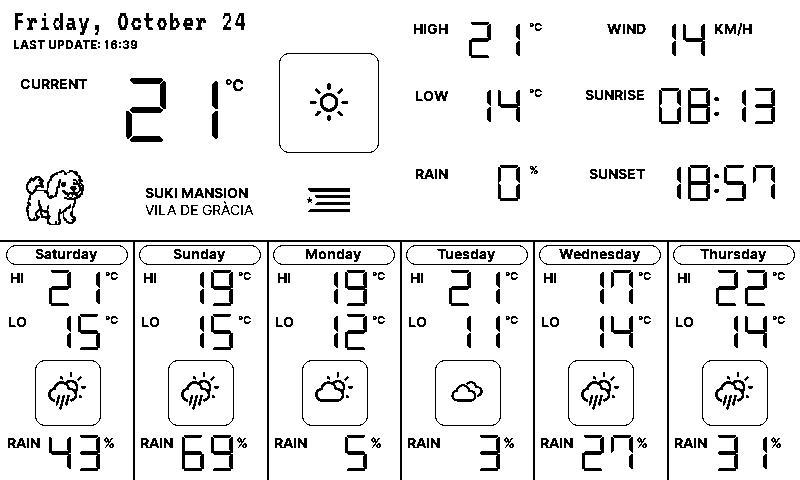 Friday, October 24
LAST UPDATE: 16:39
CURRENT 21 °C
SUKI MANSION
VILA DE GRÀCIA
HIGH 21 °C
WIND 14 KM/H
LOW 14 °C
SUNRISE 08:13
RAIN 0 %
SUNSET 18:57
Saturday
HI 21 °C
LO 15 °C
RAIN 43 %
Sunday
HI 19 °C
LO 15 °C
RAIN 69 %
Monday
HI 19 °C
LO 12 °C
RAIN 5 %
Tuesday
HI 21 °C
LO 11 °C
RAIN 3 %
Wednesday
HI 17 °C
LO 14 °C
RAIN 27 %
Thursday
HI 22 °C
LO 14 °C
RAIN 31 %